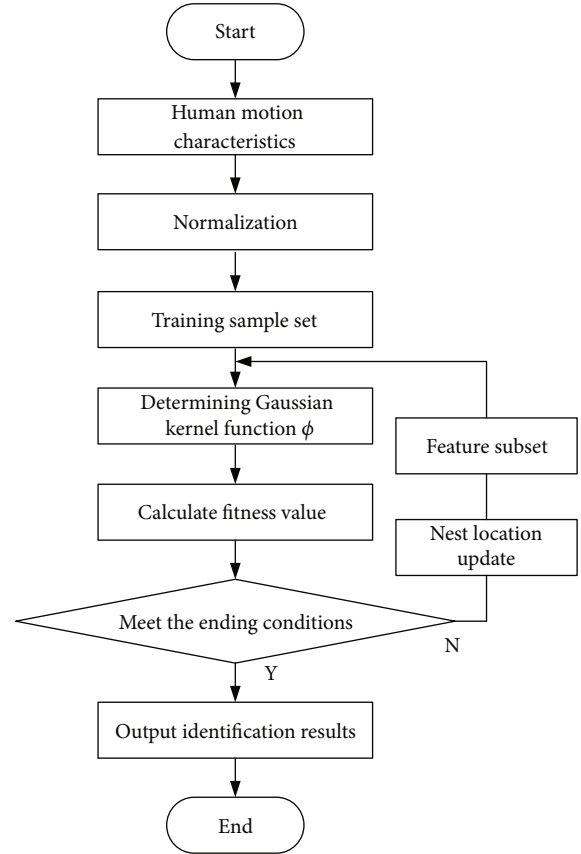 Start
Human motion
characteristics
Normalization
Training sample set
Determining Gaussian
kernel function ϕ
Feature subset
Calculate fitness value
Nest location
update
Meet the ending conditions
N
Y
Output identification results
End